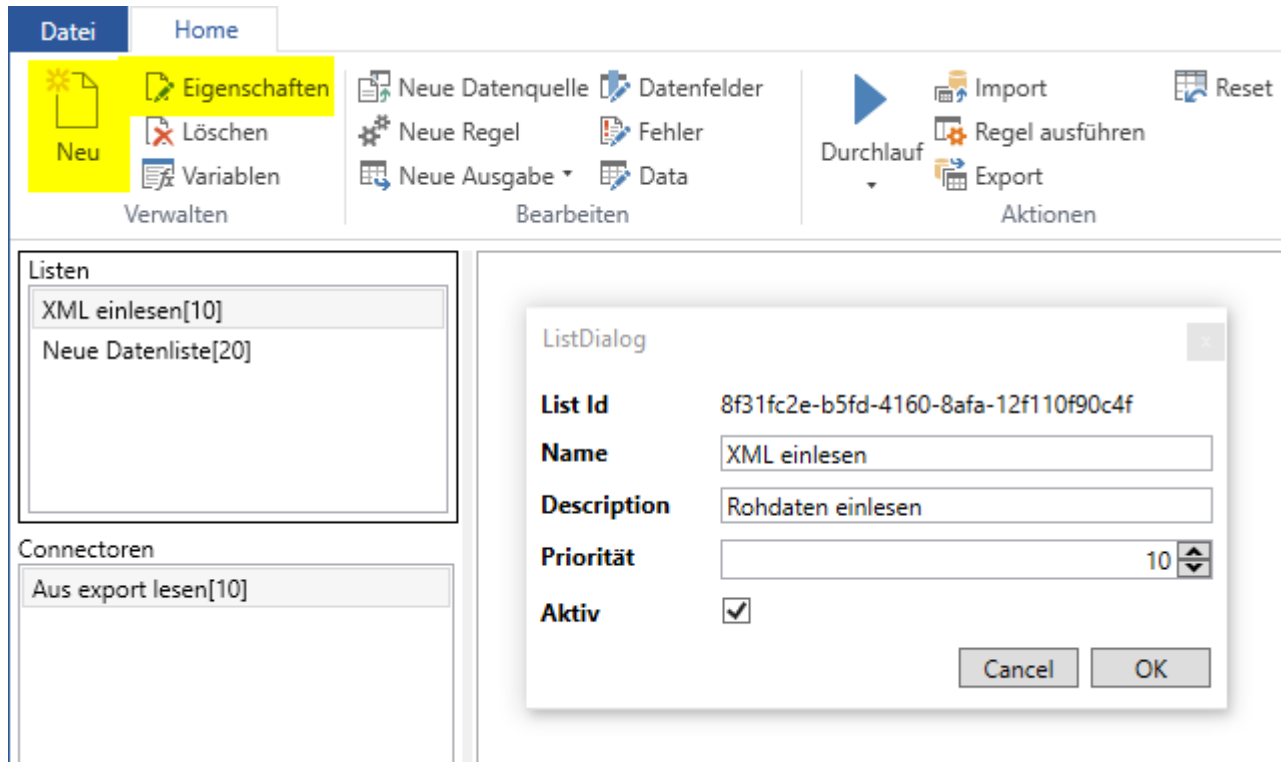 Datei Home
Neu
Eigenschaften
Löschen
Variablen
Verwalten
Neue Datenquelle Datenfelder
Neue Regel Fehler
Neue Ausgabe Data
Bearbeiten
Durchlauf
Import
Regel ausführen
Export
Reset
Aktionen
Listen
XML einlesen[10]
Neue Datenliste[20]
Connectoren
Aus export lesen[10]
ListDialog
x
List Id 8f31fc2e-b5fd-4160-8afa-12f110f90c4f
Name XML einlesen
Description Rohdaten einlesen
Priorität 10
Aktiv
Cancel OK